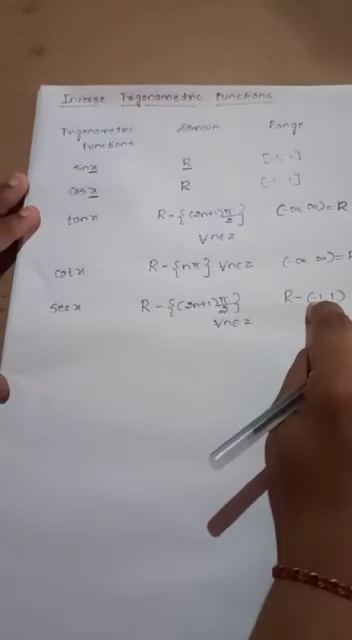 Inverse Trigonometric Functions
Trigonometric Functions Domain Range
sinx R [-1, 1]
cosx R [-1, 1]
tanx R - {(2n+1)π/2} (-∞, ∞) = R
∀n∈z
cotx R - {nπ} ∀n∈z (-∞, ∞) =
secx R - {(2n+1)π/2} R - (-1, 1)
∀n∈z